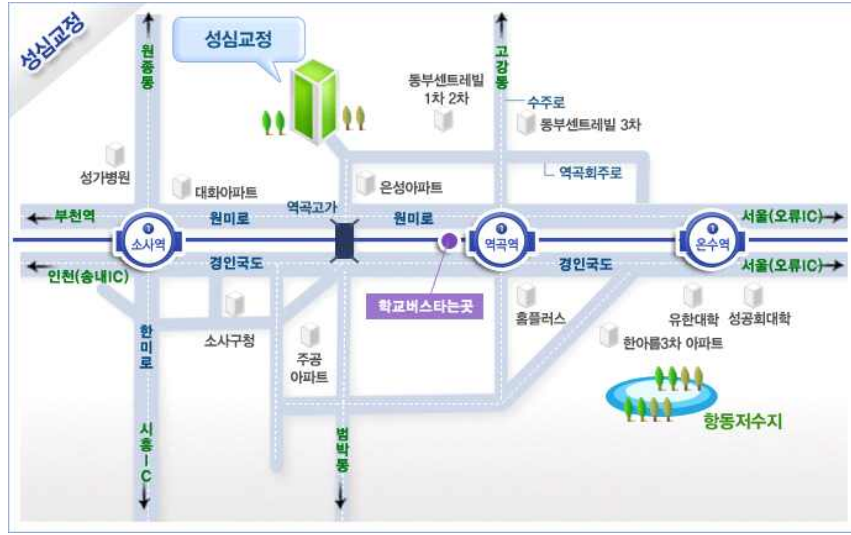 성심교정
성심교정
원종통
고강통
동부센트레빌
1차 2차
수주로
동부센트레빌 3차
성가병원
대화아파트
은성아파트
역곡회주로
역곡고가
부천역
원미로
원미로
서울(오류IC)
1
소사역
1
역곡역
1
온수역
인천(송내IC)
경인국도
경인국도
서울(오류IC)
학교버스타는곳
한미로
소사구청
주공
아파트
홈플러스
한아름3차 아파트
유한대학
성공회대학
항동저수지
시흥IC
범박통